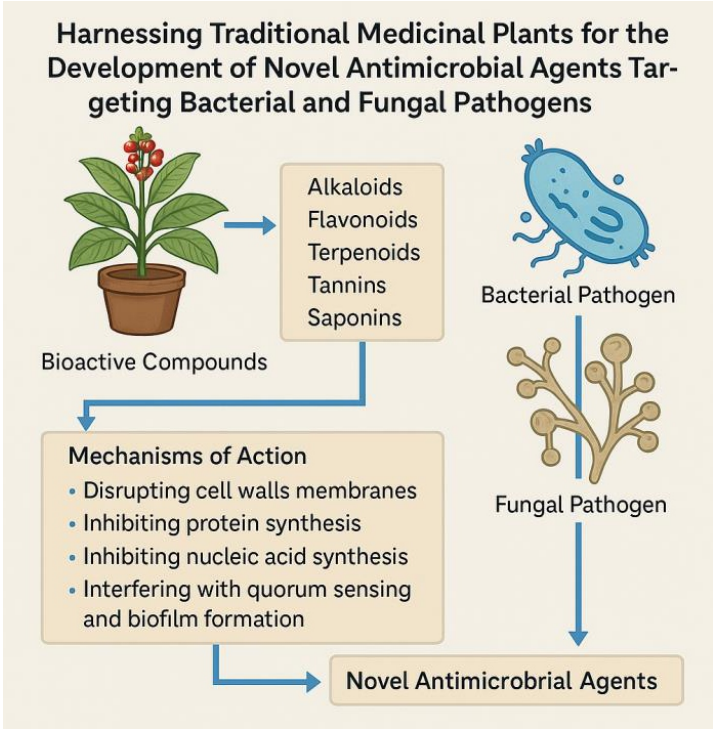 Harnessing Traditional Medicinal Plants for the
Development of Novel Antimicrobial Agents Tar-
geting Bacterial and Fungal Pathogens
Alkaloids
Flavonoids
Terpenoids
Tannins
Saponins
Bioactive Compounds
Bacterial Pathogen
Fungal Pathogen
Mechanisms of Action
• Disrupting cell walls membranes
• Inhibiting protein synthesis
• Inhibiting nucleic acid synthesis
• Interfering with quorum sensing
and biofilm formation
Novel Antimicrobrial Agents